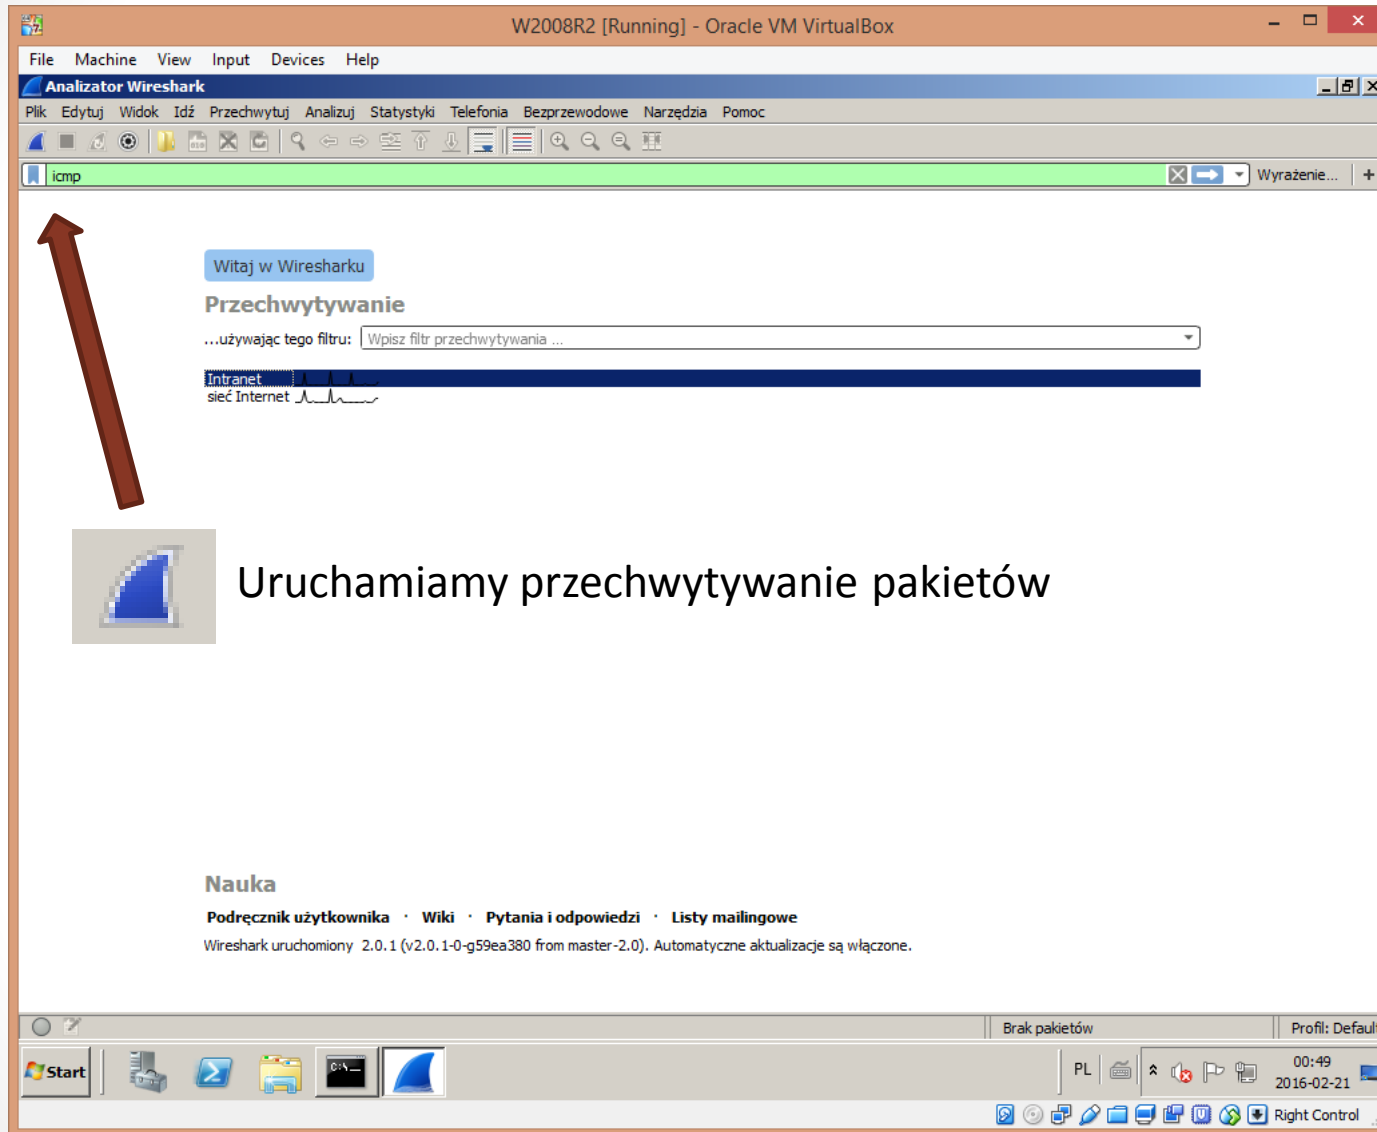 W2008R2 [Running] - Oracle VM VirtualBox
File Machine View Input Devices Help
Analizator Wireshark
Plik Edytuj Widok Idź Przechwytuj Analizuj Statystyki Telefonia Bezprzewodowe Narzędzia Pomoc
icmp
Wyrażenie... +
Witaj w Wiresharku
Przechwytywanie
...używając tego filtru: Wpisz filtr przechwytywania ...
Intranet
sieć Internet
Uruchamiamy przechwytywanie pakietów
Nauka
Podręcznik użytkownika · Wiki · Pytania i odpowiedzi · Listy mailingowe
Wireshark uruchomiony 2.0.1 (v2.0.1-0-g59ea380 from master-2.0). Automatyczne aktualizacje są włączone.
Brak pakietów
Profil: Default
Start
C:\_
PL
00:49
2016-02-21
Right Control